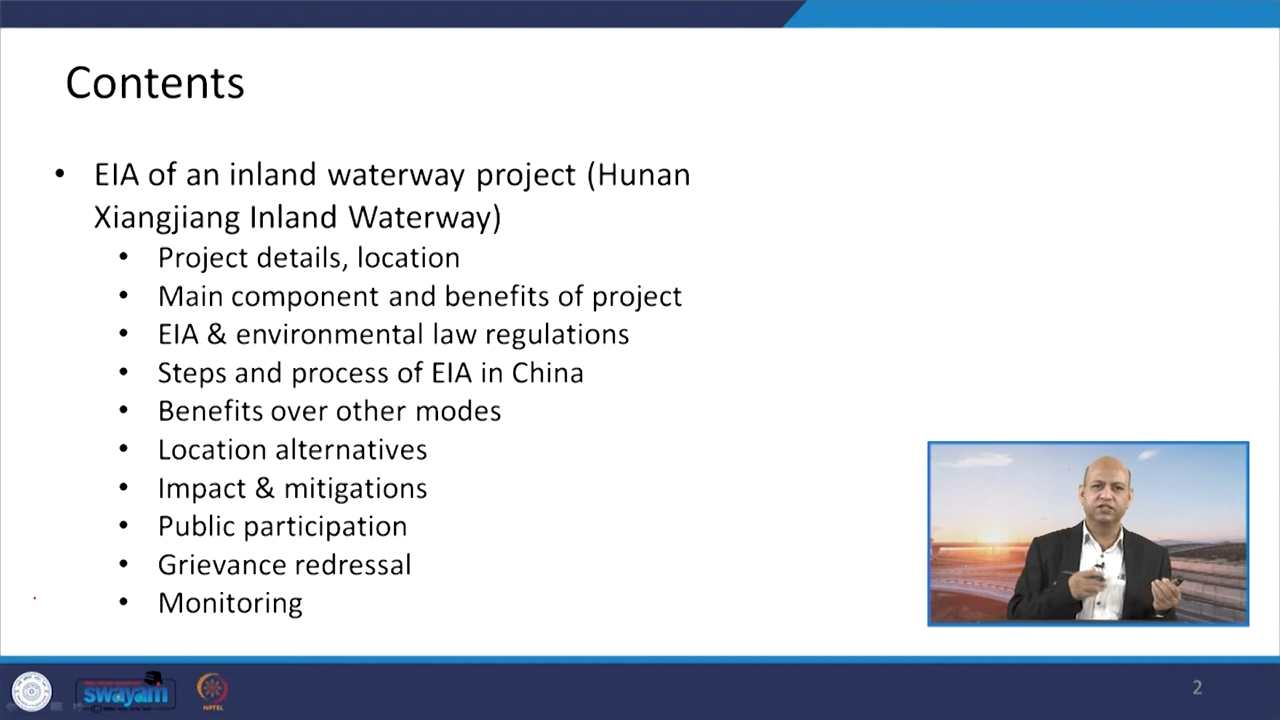 Contents
• EIA of an inland waterway project (Hunan
Xiangjiang Inland Waterway)
• Project details, location
• Main component and benefits of project
• EIA & environmental law regulations
• Steps and process of EIA in China
• Benefits over other modes
• Location alternatives
• Impact & mitigations
• Public participation
• Grievance redressal
• Monitoring
swayam
NPTEL
2